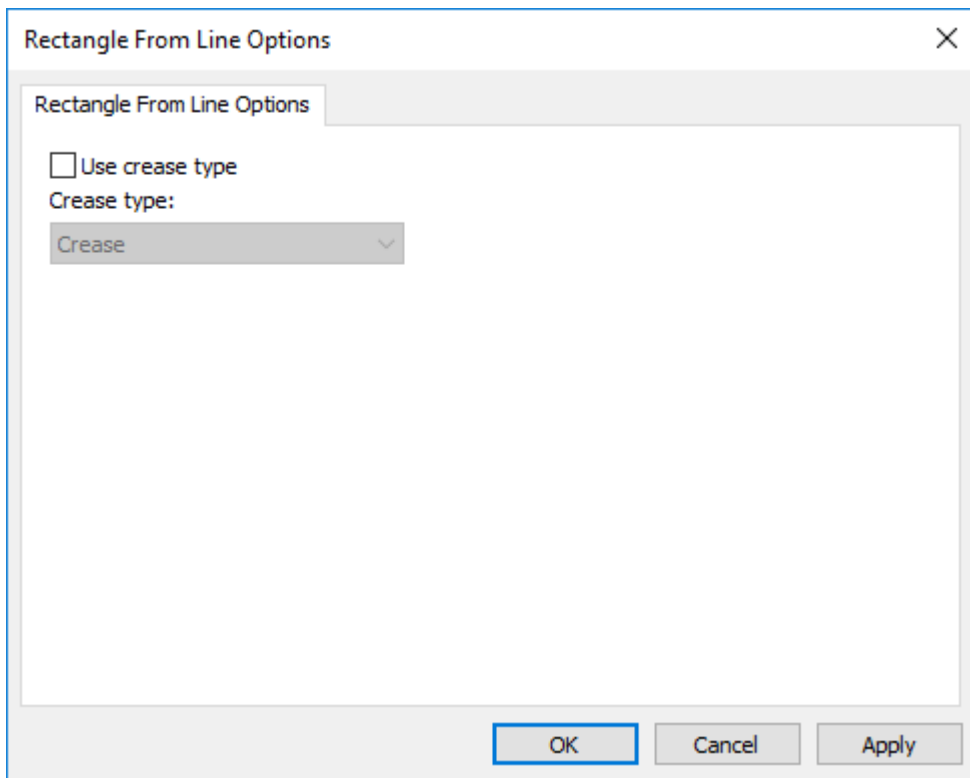 Rectangle From Line Options
Rectangle From Line Options
Use crease type
Crease type:
Crease
OK Cancel Apply